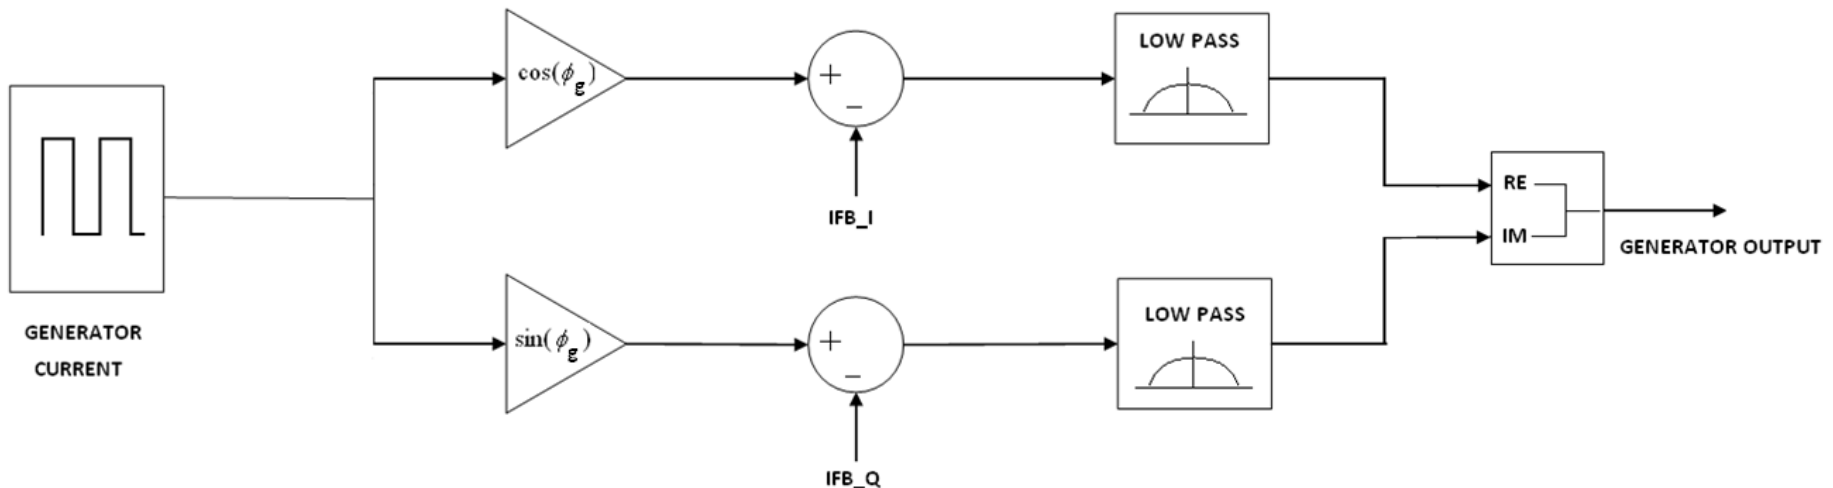 LOW PASS
cos(ϕg)
+
−
IFB_I
RE
IM
GENERATOR OUTPUT
GENERATOR
CURRENT
sin(ϕg)
+
−
IFB_Q
LOW PASS